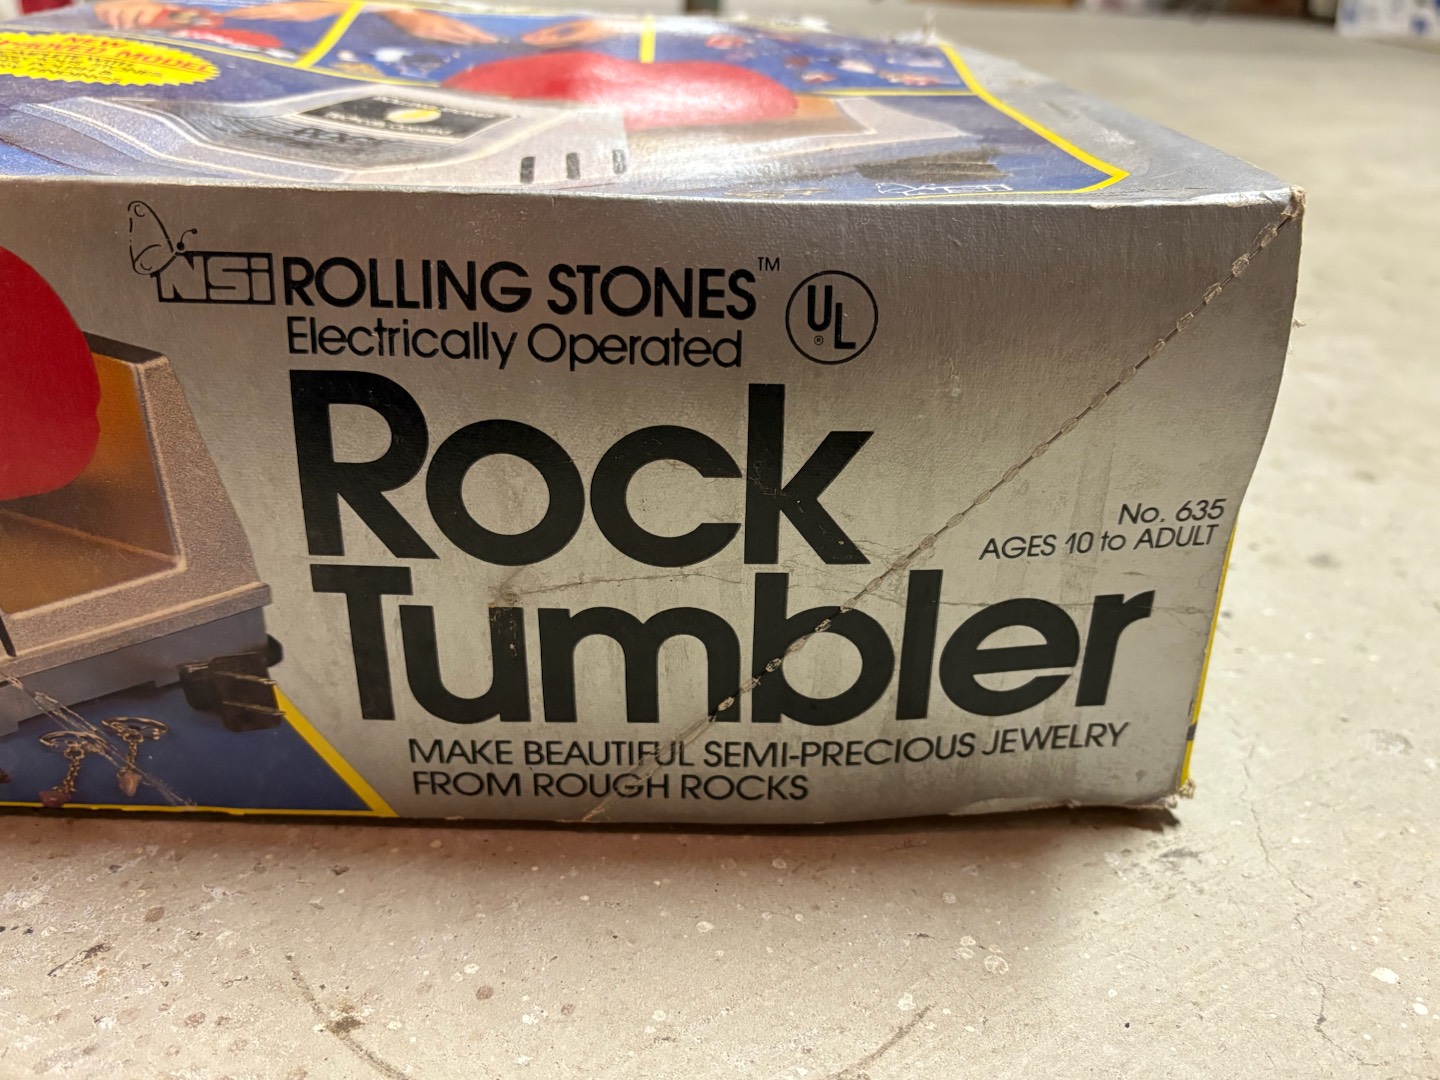 NSi ROLLING STONES™ UL®
Electrically Operated
Rock
Tumbler
No. 635
AGES 10 to ADULT
MAKE BEAUTIFUL SEMI-PRECIOUS JEWELRY
FROM ROUGH ROCKS